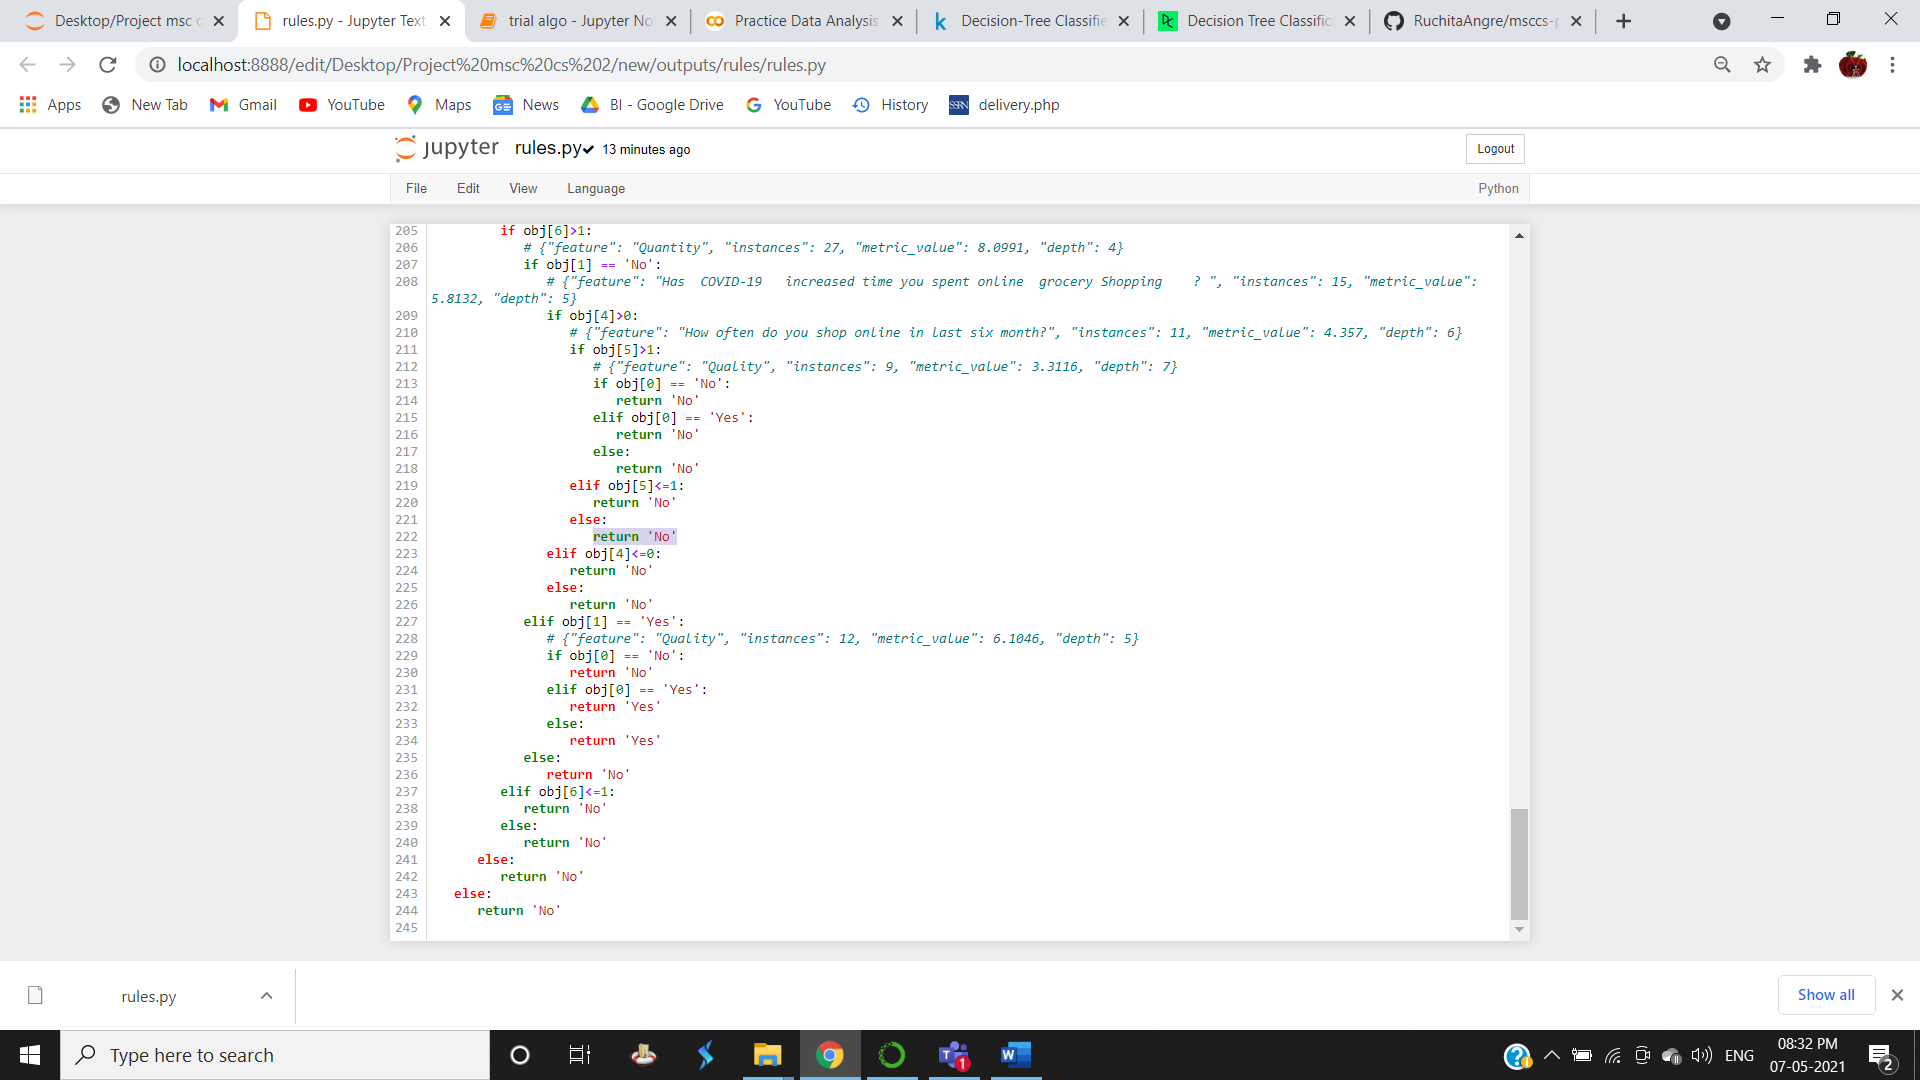 Desktop/Project msc c
rules.py - Jupyter Text
trial algo - Jupyter No
Practice Data Analysis
Decision-Tree Classifie
Decision Tree Classific
RuchitaAngre/msccs-p
localhost:8888/edit/Desktop/Project%20msc%20cs%202/new/outputs/rules/rules.py
Apps New Tab Gmail YouTube Maps News BI - Google Drive YouTube History delivery.php
jupyter rules.py 13 minutes ago Logout
File Edit View Language Python
205 if obj[6]>1:
206 # {"feature": "Quantity", "instances": 27, "metric_value": 8.0991, "depth": 4}
207 if obj[1] == 'No':
208 # {"feature": "Has  COVID-19   increased time you spent online  grocery Shopping    ? ", "instances": 15, "metric_value":
5.8132, "depth": 5}
209 if obj[4]>0:
210 # {"feature": "How often do you shop online in last six month?", "instances": 11, "metric_value": 4.357, "depth": 6}
211 if obj[5]>1:
212 # {"feature": "Quality", "instances": 9, "metric_value": 3.3116, "depth": 7}
213 if obj[0] == 'No':
214 return 'No'
215 elif obj[0] == 'Yes':
216 return 'No'
217 else:
218 return 'No'
219 elif obj[5]<=1:
220 return 'No'
221 else:
222 return 'No'
223 elif obj[4]<=0:
224 return 'No'
225 else:
226 return 'No'
227 elif obj[1] == 'Yes':
228 # {"feature": "Quality", "instances": 12, "metric_value": 6.1046, "depth": 5}
229 if obj[0] == 'No':
230 return 'No'
231 elif obj[0] == 'Yes':
232 return 'Yes'
233 else:
234 return 'Yes'
235 else:
236 return 'No'
237 elif obj[6]<=1:
238 return 'No'
239 else:
240 return 'No'
241 else:
242 return 'No'
243 else:
244 return 'No'
245
rules.py Show all
Type here to search
ENG
08:32 PM
07-05-2021
1
2